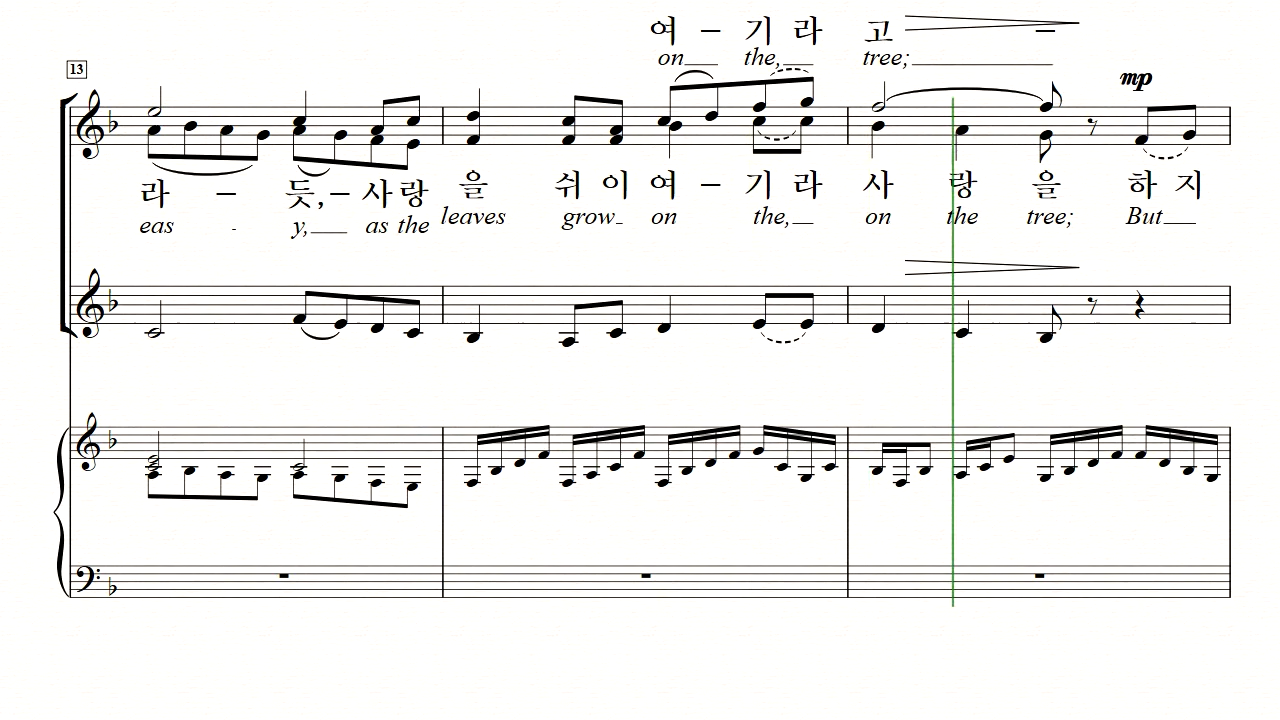 여 – 기 라 고 –
on the, tree;
13
mp
라 – 듯, – 사 랑 을 쉬 이 여 – 기 라 사 랑 을 하 지
eas - y, as the leaves grow on the, on the tree; But